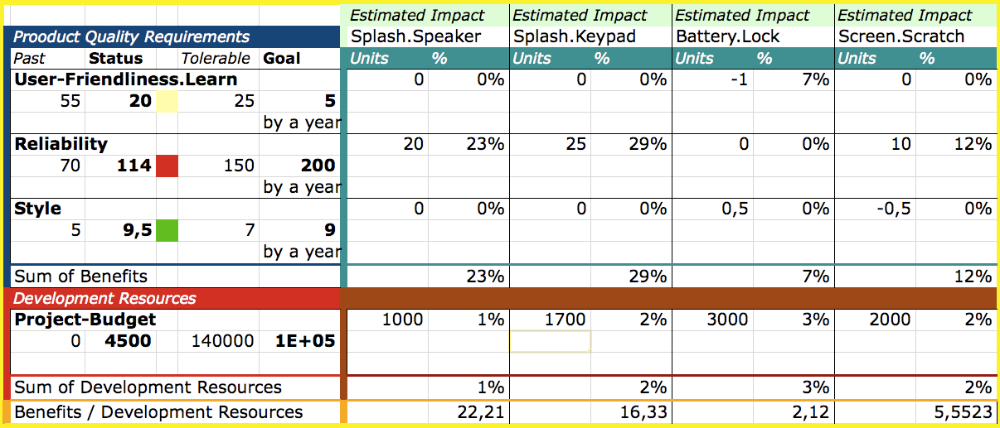 Estimated Impact Estimated Impact Estimated Impact Estimated Impact
Prooduct Quality Requirements Splash.Speaker Splash.Keypad Battery.Lock Screen.Scratch
Past Status Tolerable Goal Units % Units % Units % Units %
User-Friendliness.Learn 0 0% 0 0% -1 7% 0 0%
55 20 25 5
by a year
Reliability 20 23% 25 29% 0 0% 10 12%
70 114 150 200
by a year
Style 0 0% 0 0% 0,5 0% -0,5 0%
5 9,5 7 9
by a year
Sum of Benefits 23% 29% 7% 12%
Development Resources
Project-Budget 1000 1% 1700 2% 3000 3% 2000 2%
0 4500 140000 1E+05
Sum of Development Resources 1% 2% 3% 2%
Benefits / Development Resources 22,21 16,33 2,12 5,5523